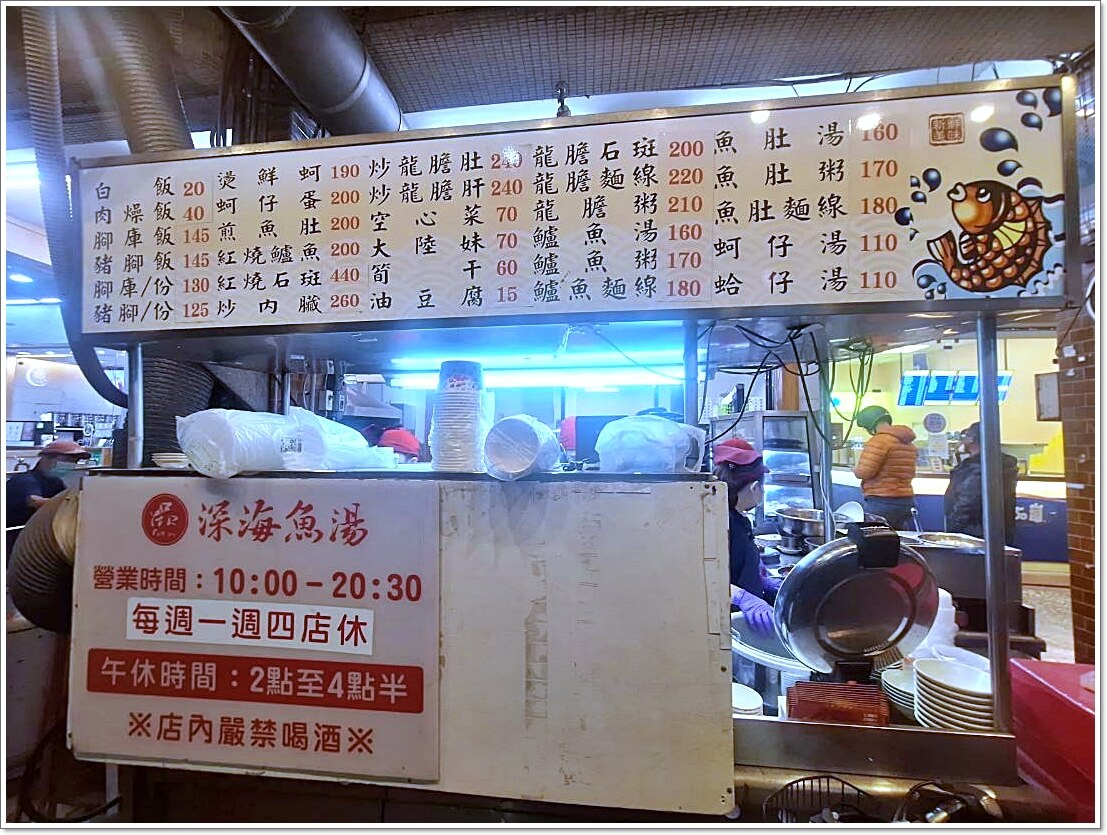 白飯 20
肉燥飯 40
腳庫飯 145
豬腳飯 145
腳庫/份 130
豬腳/份 125
燙鮮蚵 190
蚵仔蛋 200
煎魚肚 200
紅燒鱸魚 200
紅燒石斑 440
炒內臟 260
炒龍膽肚 240
炒龍膽肝 240
空心菜 70
大陸妹 70
筍干 60
油豆腐 15
龍膽石斑 200
龍膽麵線 220
龍膽粥 210
鱸魚湯 160
鱸魚粥 170
鱸魚麵線 180
魚肚湯 160
魚肚粥 170
魚肚麵線 180
蚵仔湯 110
蛤仔湯 110
深海魚湯
營業時間：10:00－20:30
每週一週四店休
午休時間：2點至4點半
※店內嚴禁喝酒※